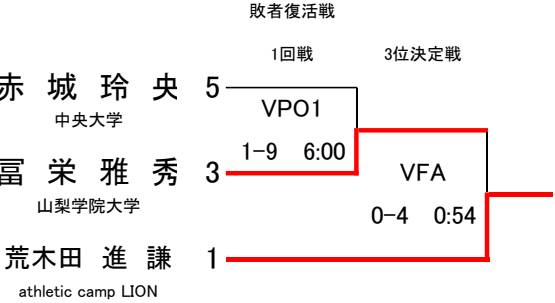 敗者復活戦
1回戦 3位決定戦
赤 城 玲 央 5
中央大学
VPO1
1-9 6:00
冨 栄 雅 秀 3
山梨学院大学
VFA
0-4 0:54
荒木田 進 謙 1
athletic camp LION